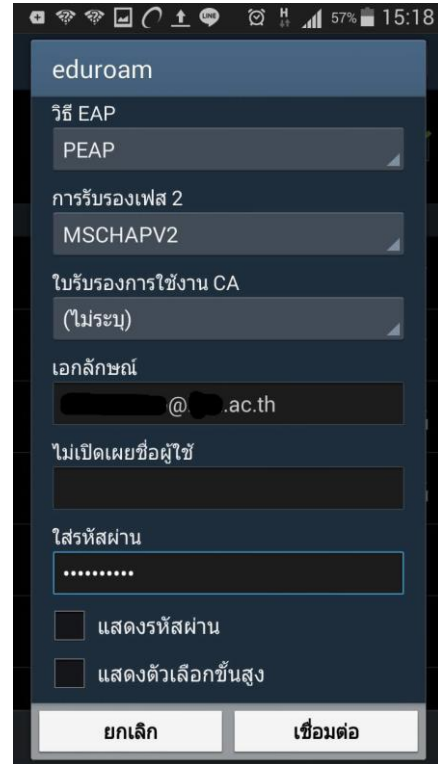 LINE H 57% 15:18
eduroam
วิธี EAP
PEAP
การรับรองเฟส 2
MSCHAPV2
ใบรับรองการใช้งาน CA
(ไม่ระบุ)
เอกลักษณ์
@ .ac.th
ไม่เปิดเผยชื่อผู้ใช้
ใส่รหัสผ่าน
••••••••••
แสดงรหัสผ่าน
แสดงตัวเลือกขั้นสูง
ยกเลิก เชื่อมต่อ